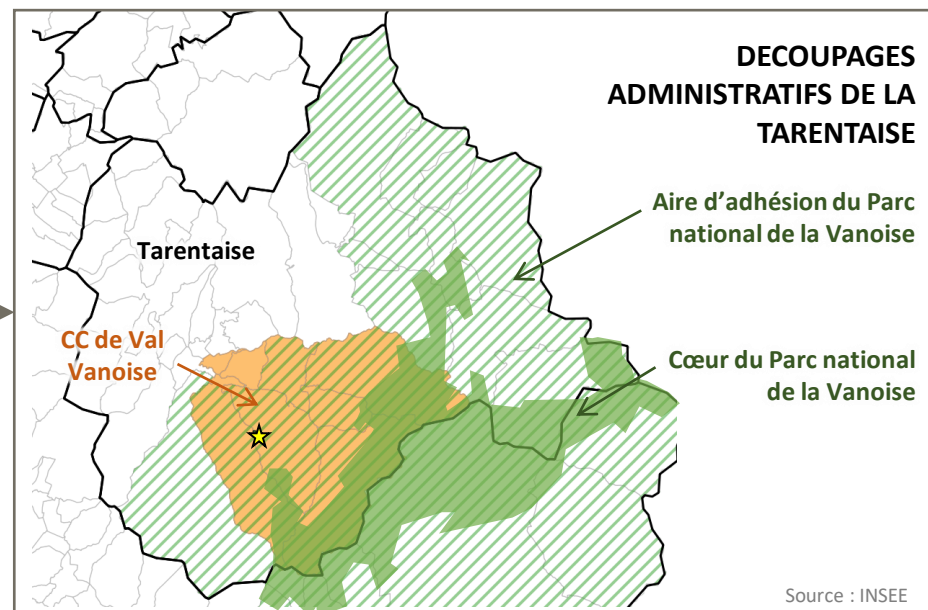 DECOUPAGES
ADMINISTRATIFS DE LA
TARENTAISE
Aire d’adhésion du Parc
national de la Vanoise
Tarentaise
CC de Val
Vanoise
Cœur du Parc national
de la Vanoise
Source : INSEE